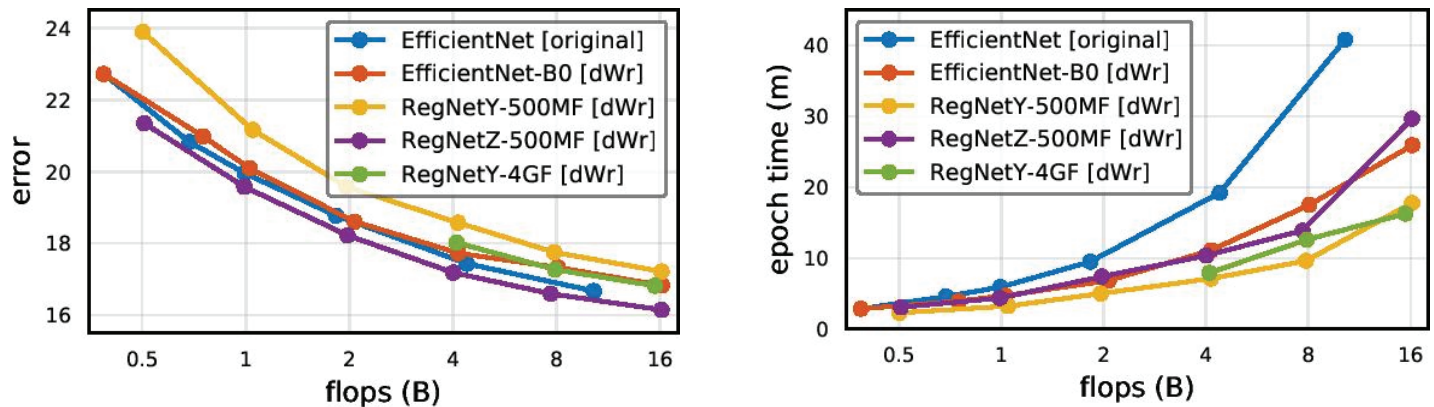 24
22
20
18
16
error
0.5 1 2 4 8 16
flops (B)
EfficientNet [original]
EfficientNet-B0 [dWr]
RegNetY-500MF [dWr]
RegNetZ-500MF [dWr]
RegNetY-4GF [dWr]
40
30
20
10
0
epoch time (m)
0.5 1 2 4 8 16
flops (B)
EfficientNet [original]
EfficientNet-B0 [dWr]
RegNetY-500MF [dWr]
RegNetZ-500MF [dWr]
RegNetY-4GF [dWr]